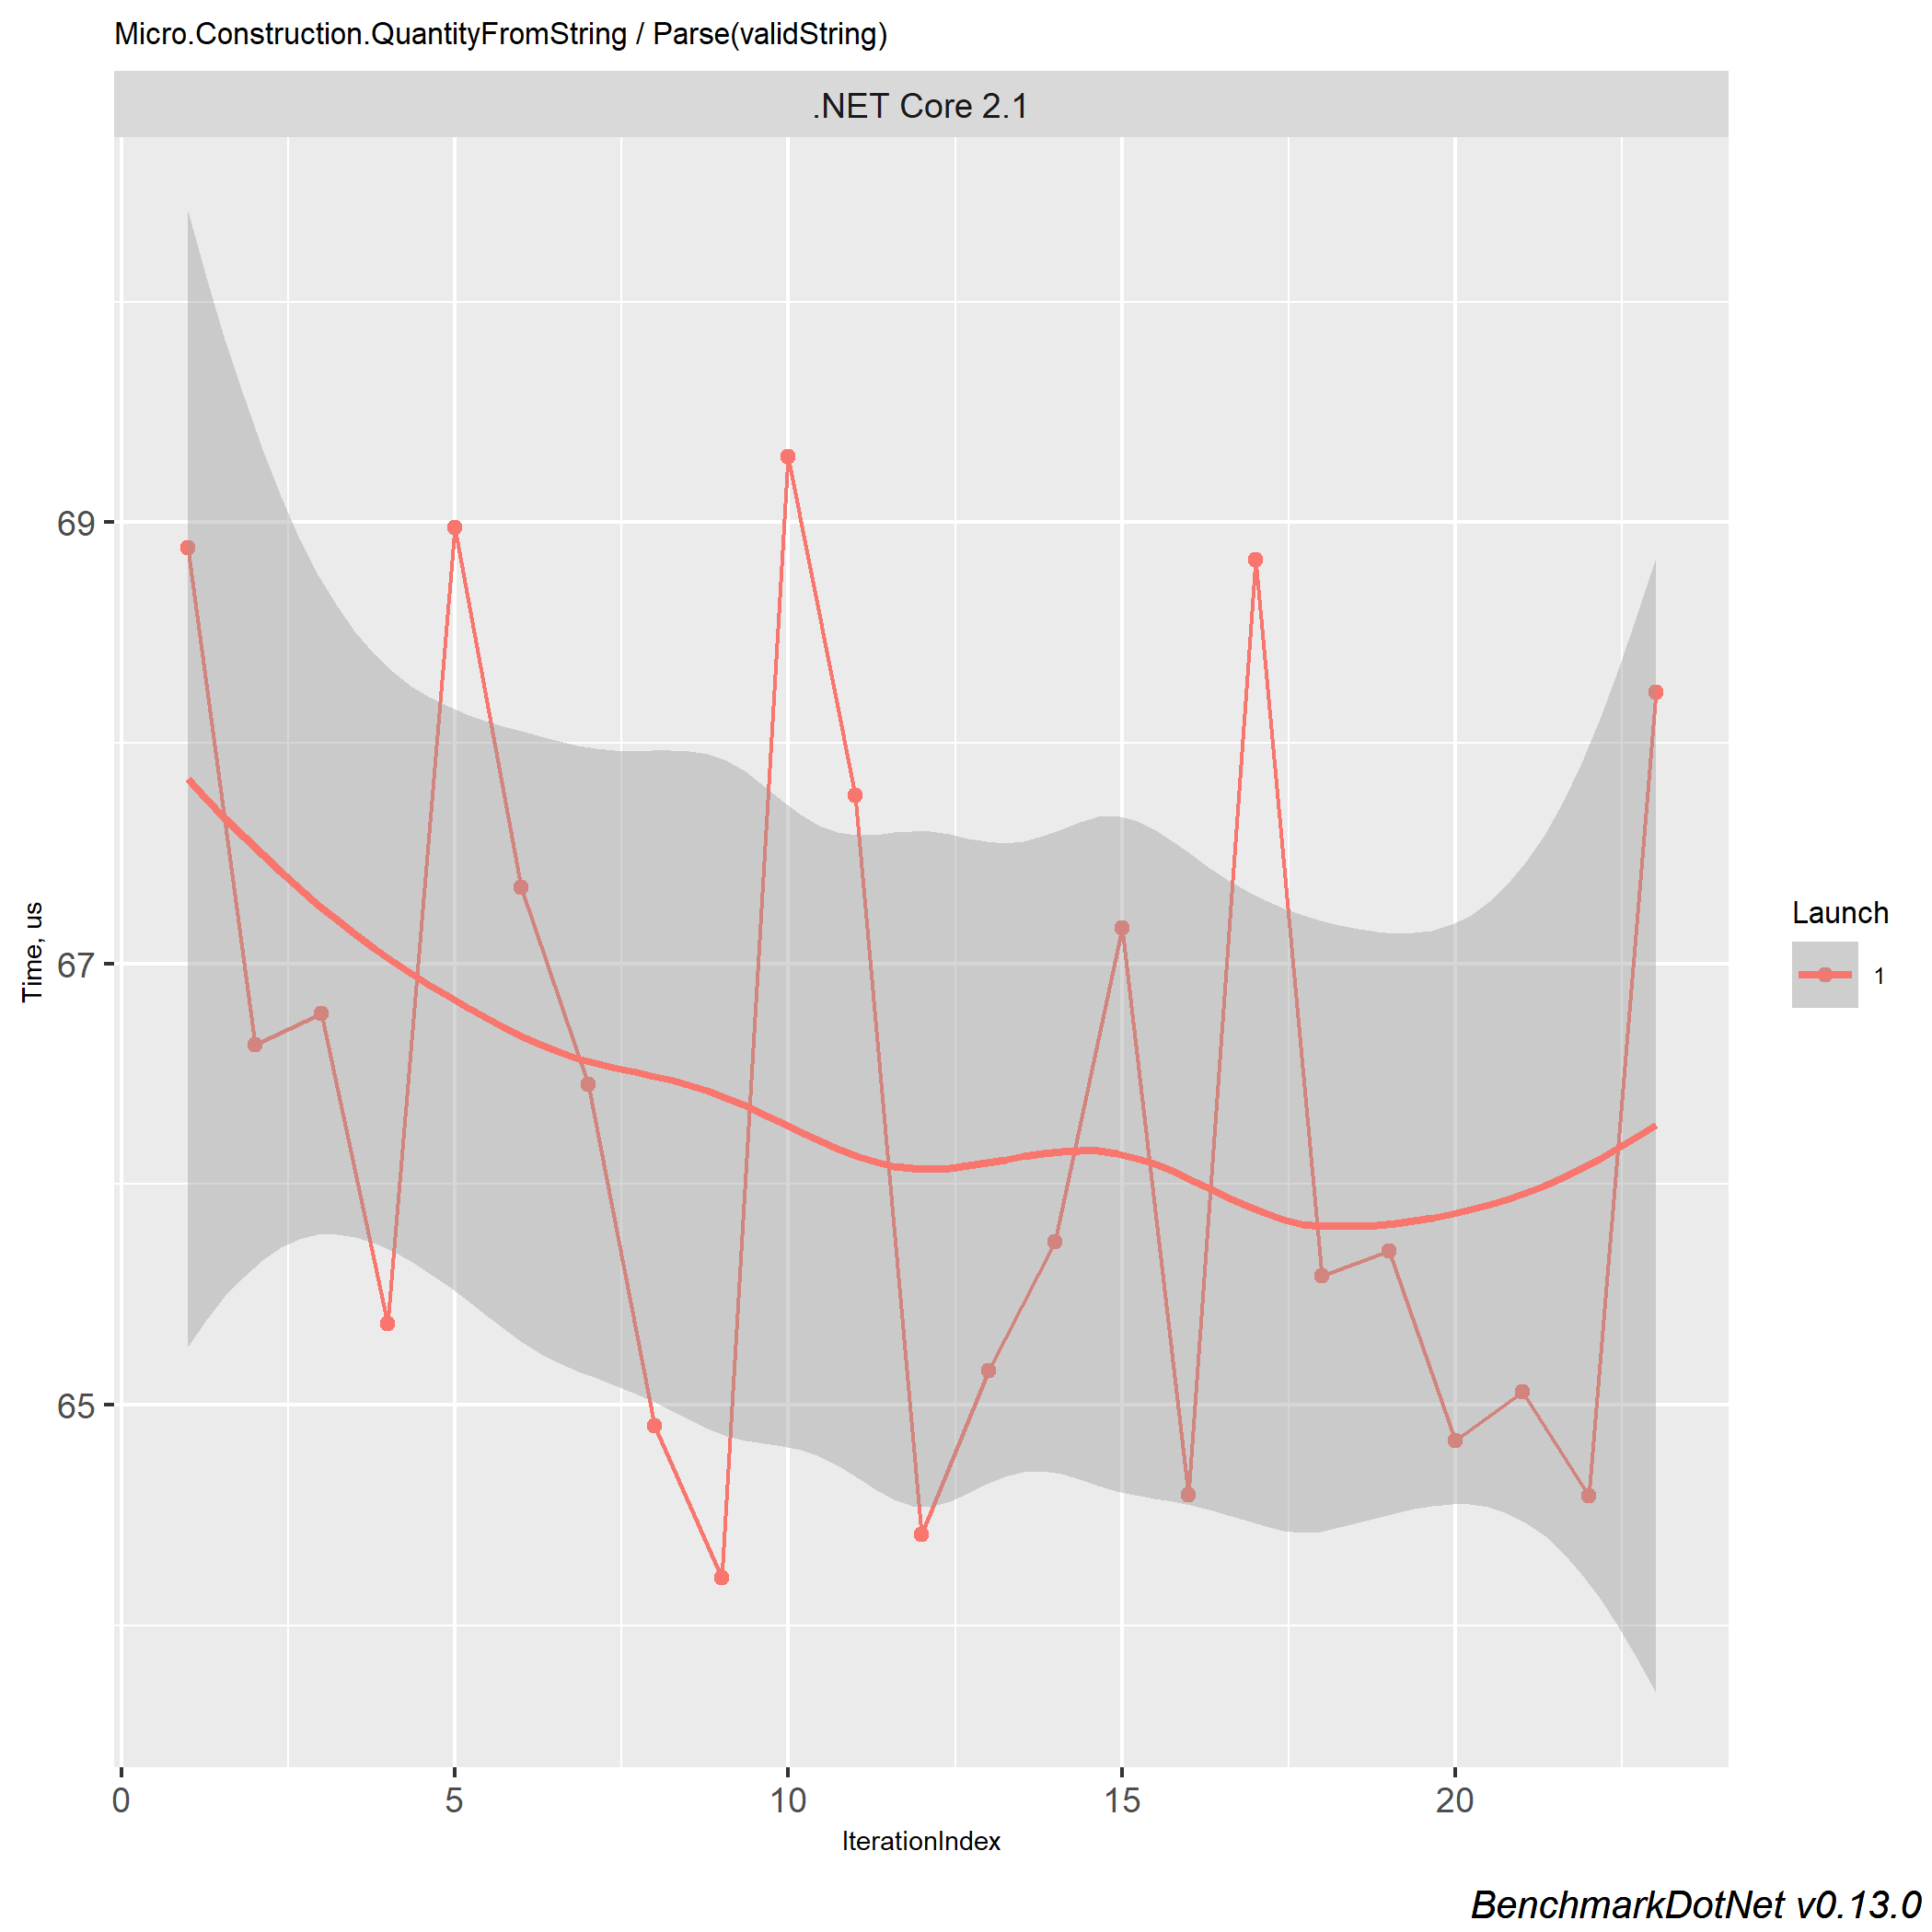 Micro.Construction.QuantityFromString / Parse(validString)
.NET Core 2.1
69
67
65
Time, us
0 5 10 15 20
IterationIndex
Launch
1
BenchmarkDotNet v0.13.0